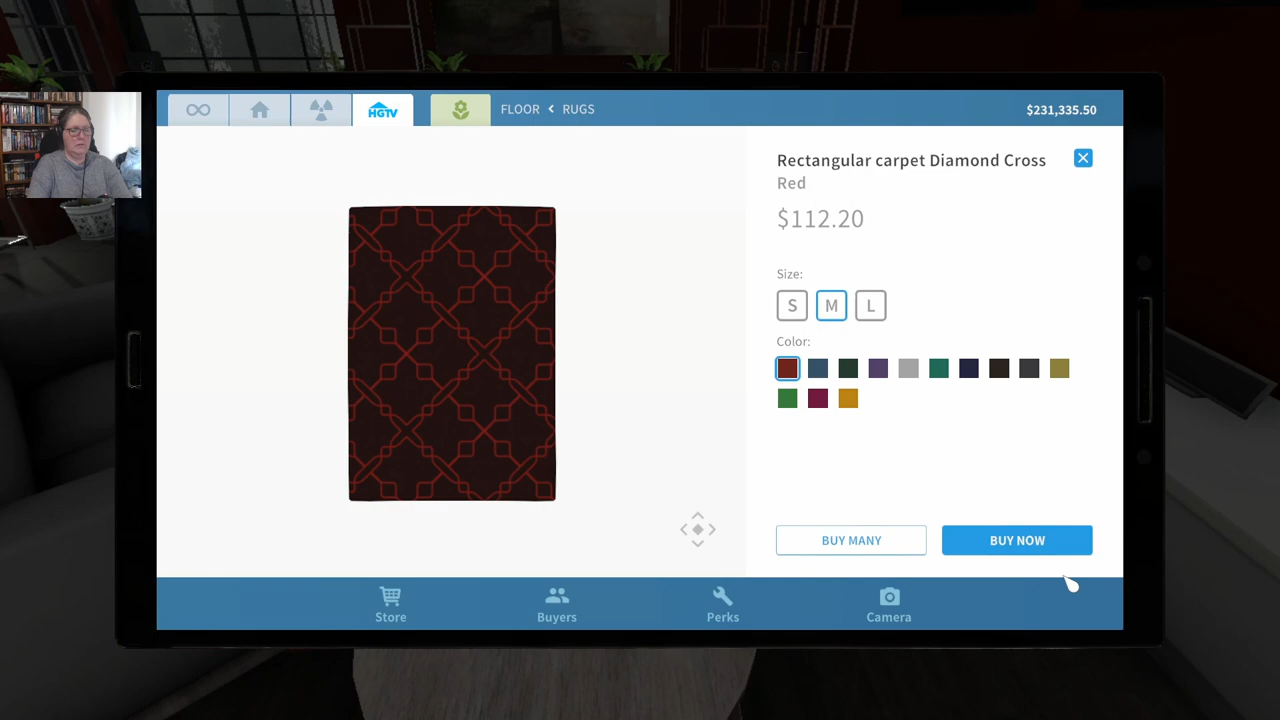 HGTV
FLOOR < RUGS
$231,335.50
Rectangular carpet Diamond Cross
Red
$112.20
Size:
S M L
Color:
BUY MANY BUY NOW
Store Buyers Perks Camera